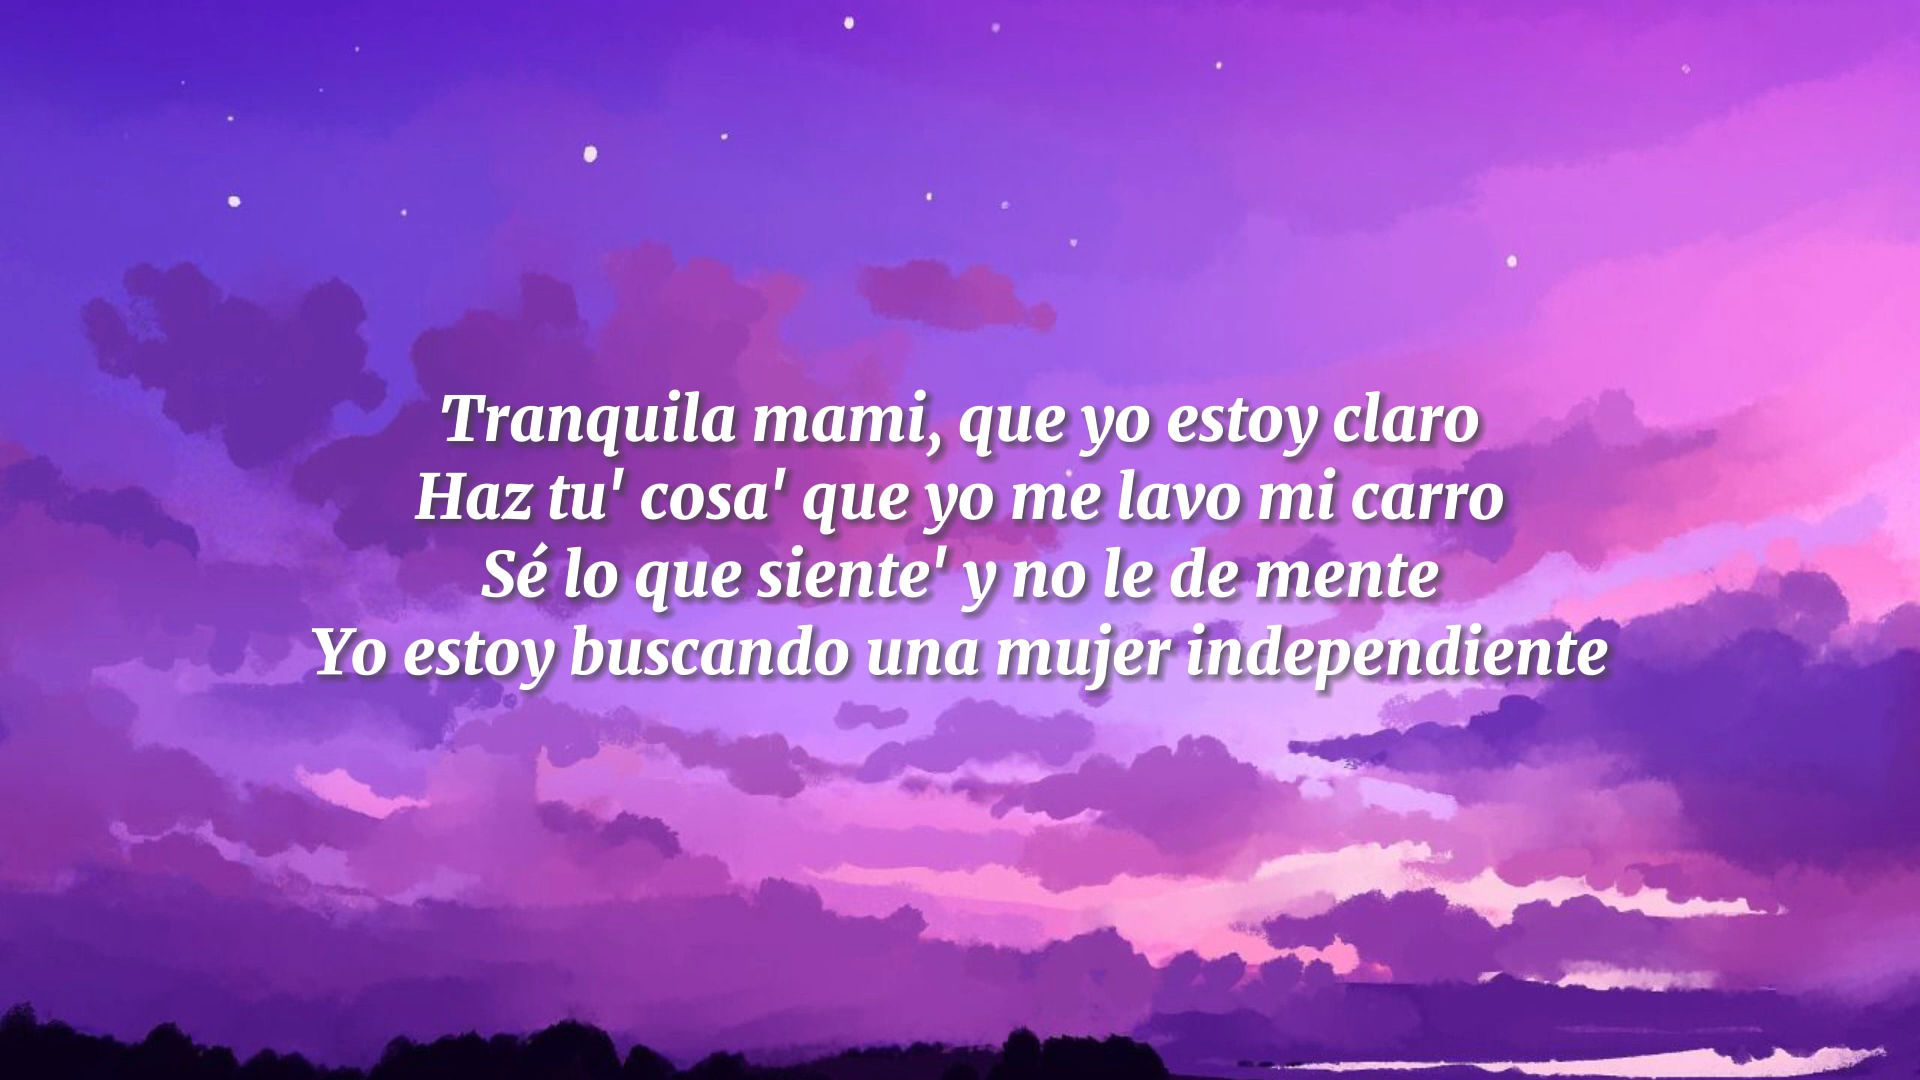 Tranquila mami, que yo estoy claro
Haz tu' cosa' que yo me lavo mi carro
Sé lo que siente' y no le de mente
Yo estoy buscando una mujer independiente